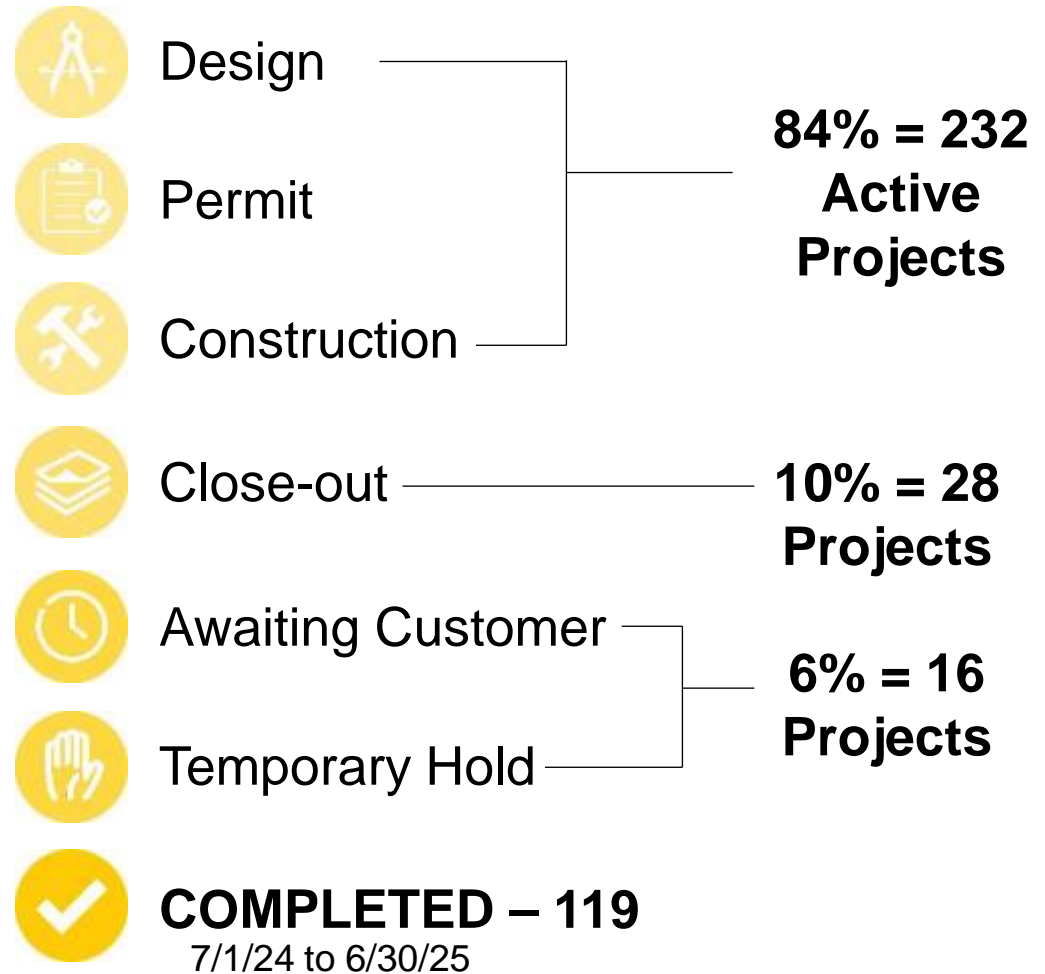 Design
84% = 232
Active
Projects
Permit
Construction
Close-out
10% = 28
Projects
Awaiting Customer
6% = 16
Projects
Temporary Hold
COMPLETED – 119
7/1/24 to 6/30/25